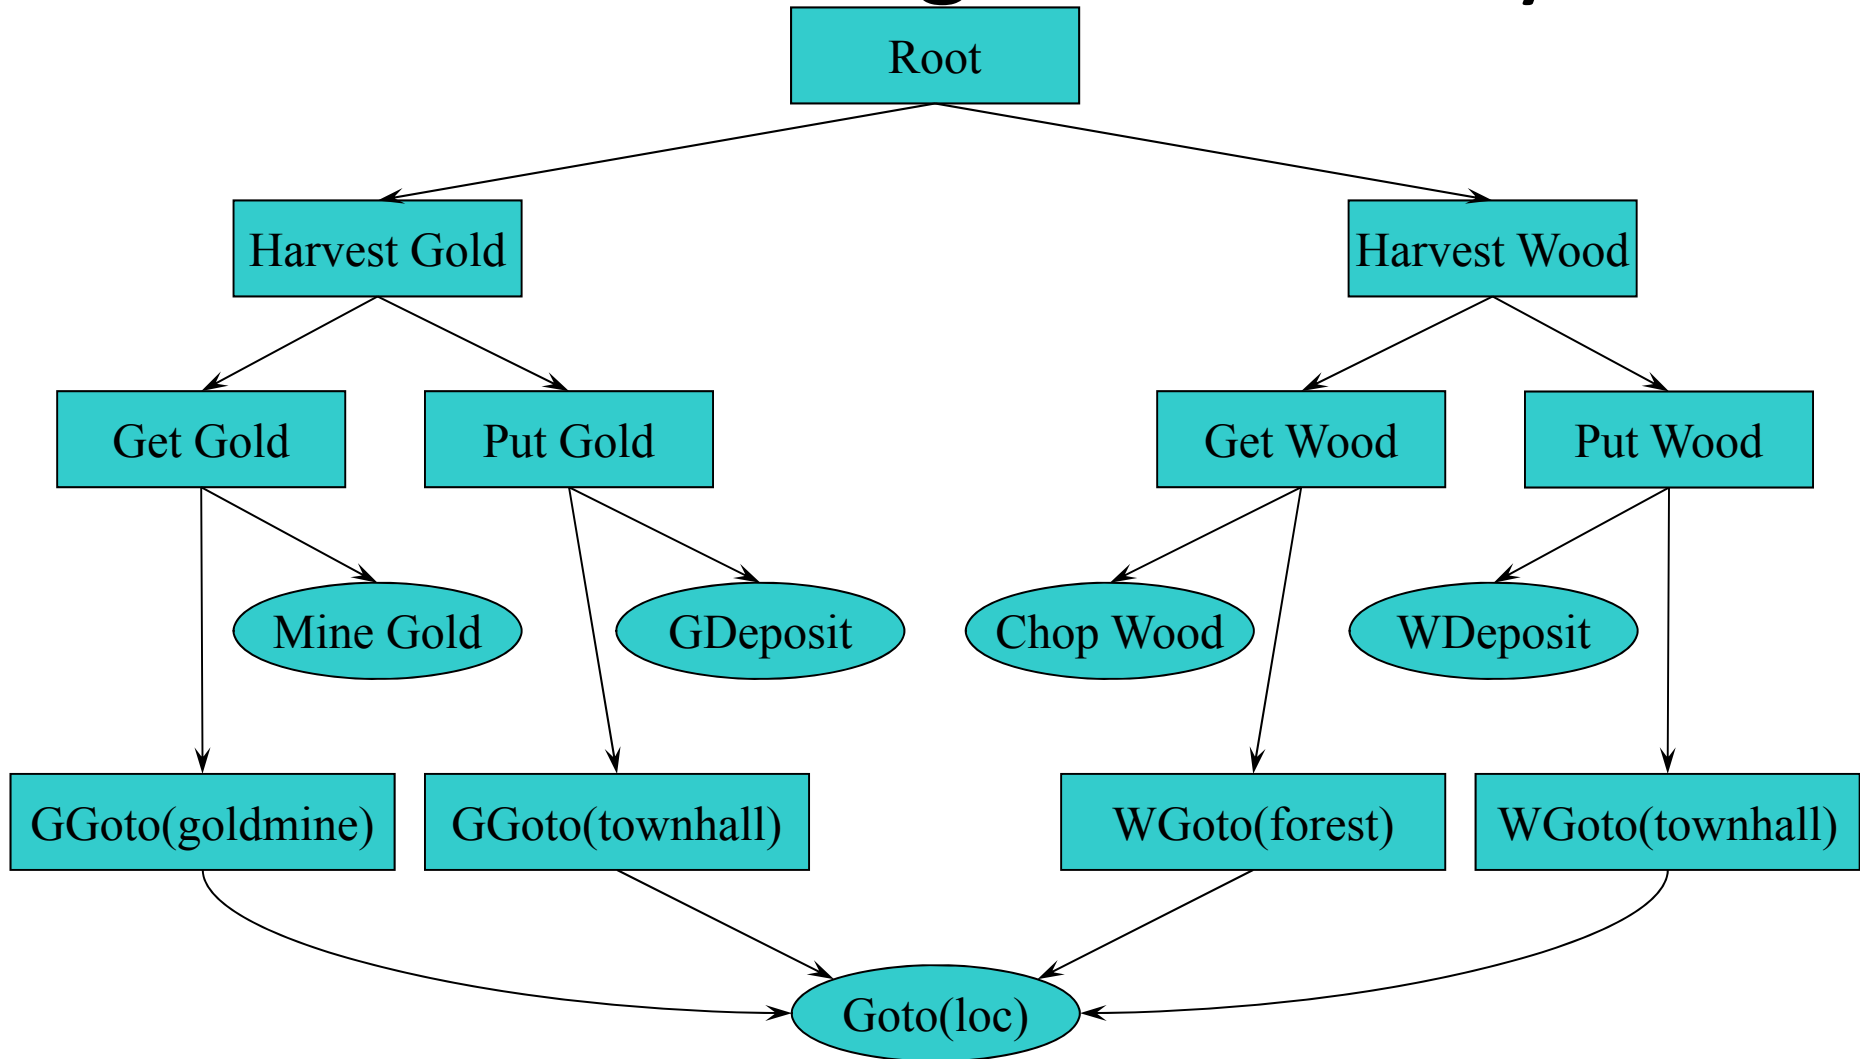 Root
Harvest Gold
Harvest Wood
Get Gold
Put Gold
Get Wood
Put Wood
Mine Gold
GDeposit
Chop Wood
WDeposit
GGoto(goldmine)
GGoto(townhall)
WGoto(forest)
WGoto(townhall)
Goto(loc)